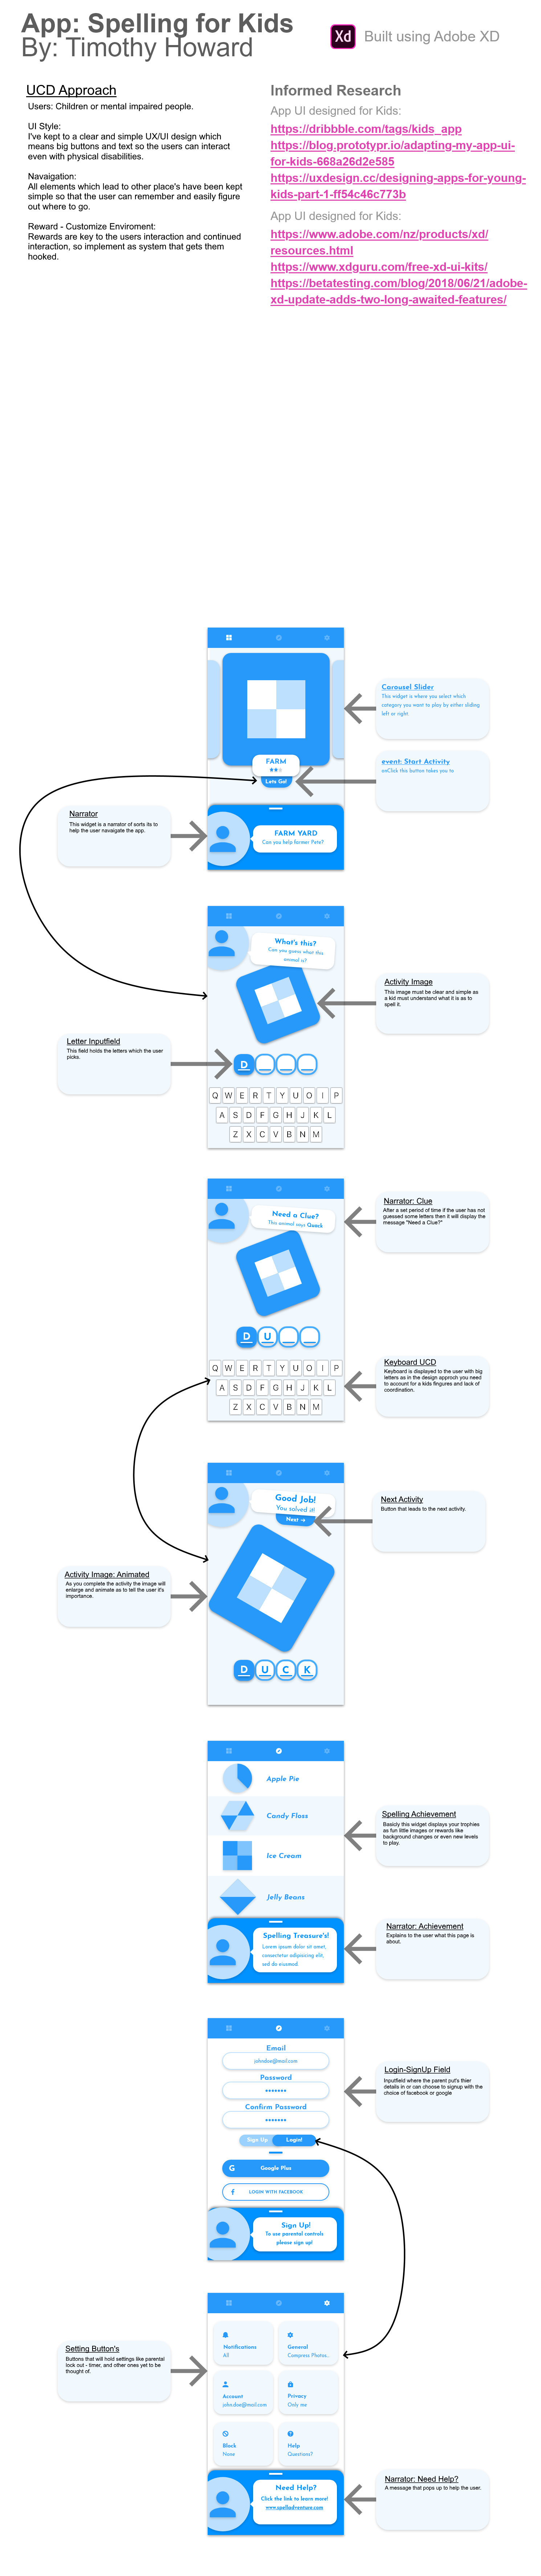 App: Spelling for Kids
By: Timothy Howard
Xd
Built using Adobe XD
UCD Approach
Users: Children or mental impaired people.
UI Style:
I've kept to a clear and simple UX/UI design which
means big buttons and text so the users can interact
even with physical disabilities.
Navaigation:
All elements which lead to other place's have been kept
simple so that the user can remember and easily figure
out where to go.
Reward - Customize Enviroment:
Rewards are key to the users interaction and continued
interaction, so implement as system that gets them
hooked.
Informed Research
App UI designed for Kids:
https://dribbble.com/tags/kids_app
https://blog.prototypr.io/adapting-my-app-ui-
for-kids-668a26d2e585
https://uxdesign.cc/designing-apps-for-young-
kids-part-1-ff54c46c773b
App UI designed for Kids:
https://www.adobe.com/nz/products/xd/
resources.html
https://www.xdguru.com/free-xd-ui-kits/
https://betatesting.com/blog/2018/06/21/adobe-
xd-update-adds-two-long-awaited-features/
FARM
Lets Go!
Carousel Slider
This widget is where you select which
category you want to play by either sliding
left or right.
event: Start Activity
onClick this button takes you to
Narrator
This widget is a narrator of sorts its to
help the user navaigate the app.
FARM YARD
Can you help farmer Pete?
What's this?
Can you guess what this
animal is?
Activity Image
This image must be clear and simple as
a kid must understand what it is as to
spell it.
Letter Inputfield
This field holds the letters which the user
picks.
D
Q W E R T Y U O I P
A S D F G H J K L
Z X C V B N M
Need a Clue?
This animal says Quack
Narrator: Clue
After a set period of time if the user has not
guessed some letters then it will display the
message "Need a Clue?"
D U
Q W E R T Y U O I P
A S D F G H J K L
Z X C V B N M
Keyboard UCD
Keyboard is displayed to the user with big
letters as in the design approch you need
to account for a kids fingures and lack of
coordination.
Good Job!
You solved it!
Next →
Next Activity
Button that leads to the next activity.
Activity Image: Animated
As you complete the activity the image will
enlarge and animate as to tell the user it's
importance.
D U C K
Apple Pie
Candy Floss
Ice Cream
Jelly Beans
Spelling Achievement
Basicly this widget displays your trophies
as fun little images or rewards like
background changes or even new levels
to play.
Spelling Treasure's!
Lorem ipsum dolor sit amet,
consectetur adipisicing elit,
sed do eiusmod.
Narrator: Achievement
Explains to the user what this page is
about.
Email
johndoe@mail.com
Password
Confirm Password
Sign Up
Login!
G Google Plus
f LOGIN WITH FACEBOOK
Sign Up!
To use parental controls
please sign up!
Login-SignUp Field
Inputfield where the parent put's thier
details in or can choose to signup with the
choice of facebook or google
Setting Button's
Buttons that will hold settings like parental
lock out - timer, and other ones yet to be
thought of.
Notifications
All
General
Compress Photos...
Account
john.doe@mail.com
Privacy
Only me
Block
None
Help
Questions?
Need Help?
Click the link to learn more!
www.spelladventure.com
Narrator: Need Help?
A message that pops up to help the user.